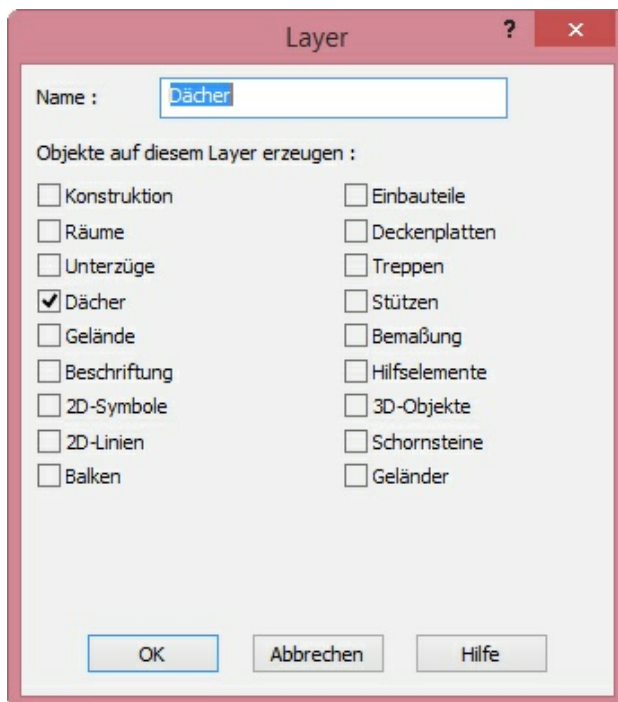 Layer ? ×
Name : Dächer
Objekte auf diesem Layer erzeugen :
Konstruktion Einbauteile
Räume Deckenplatten
Unterzüge Treppen
Dächer Stützen
Gelände Bemaßung
Beschriftung Hilfselemente
2D-Symbole 3D-Objekte
2D-Linien Schornsteine
Balken Geländer
OK Abbrechen Hilfe